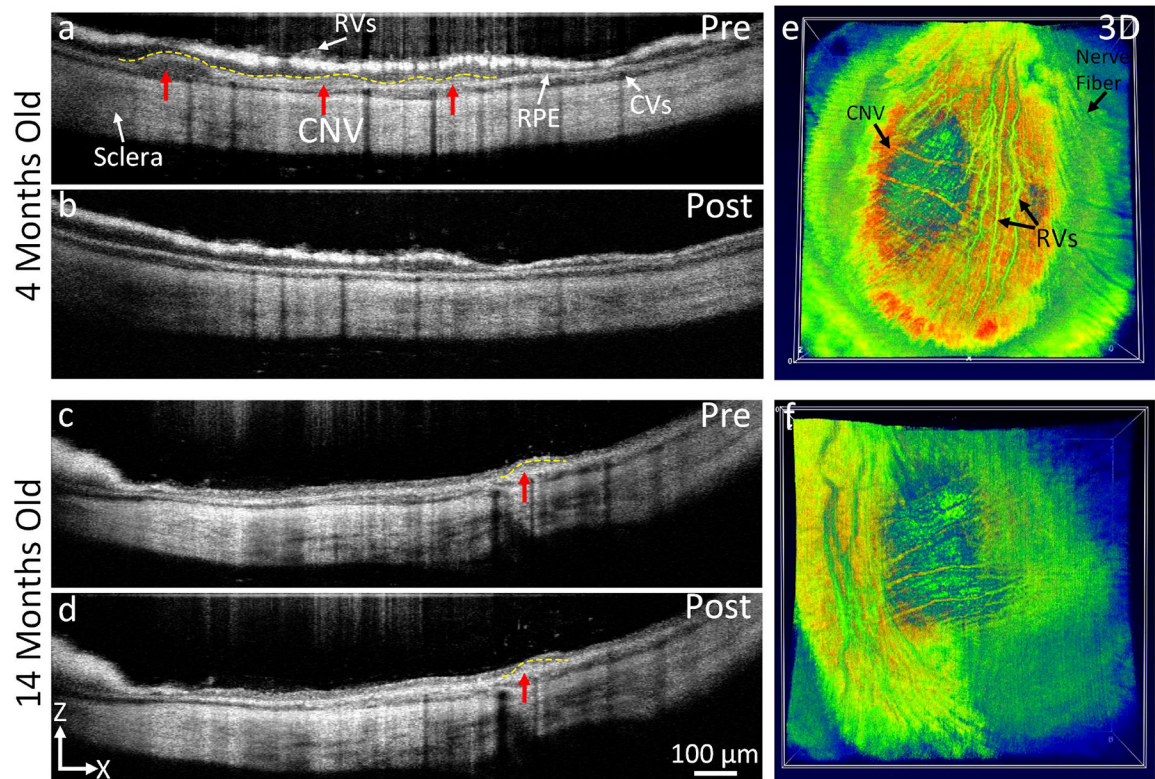 4 Months Old
a
RVs
Pre
CNV
RPE
CVs
Sclera
b
Post
e
3D
Nerve
Fiber
CNV
RVs
14 Months Old
c
Pre
d
Post
Z
X
100 µm
f